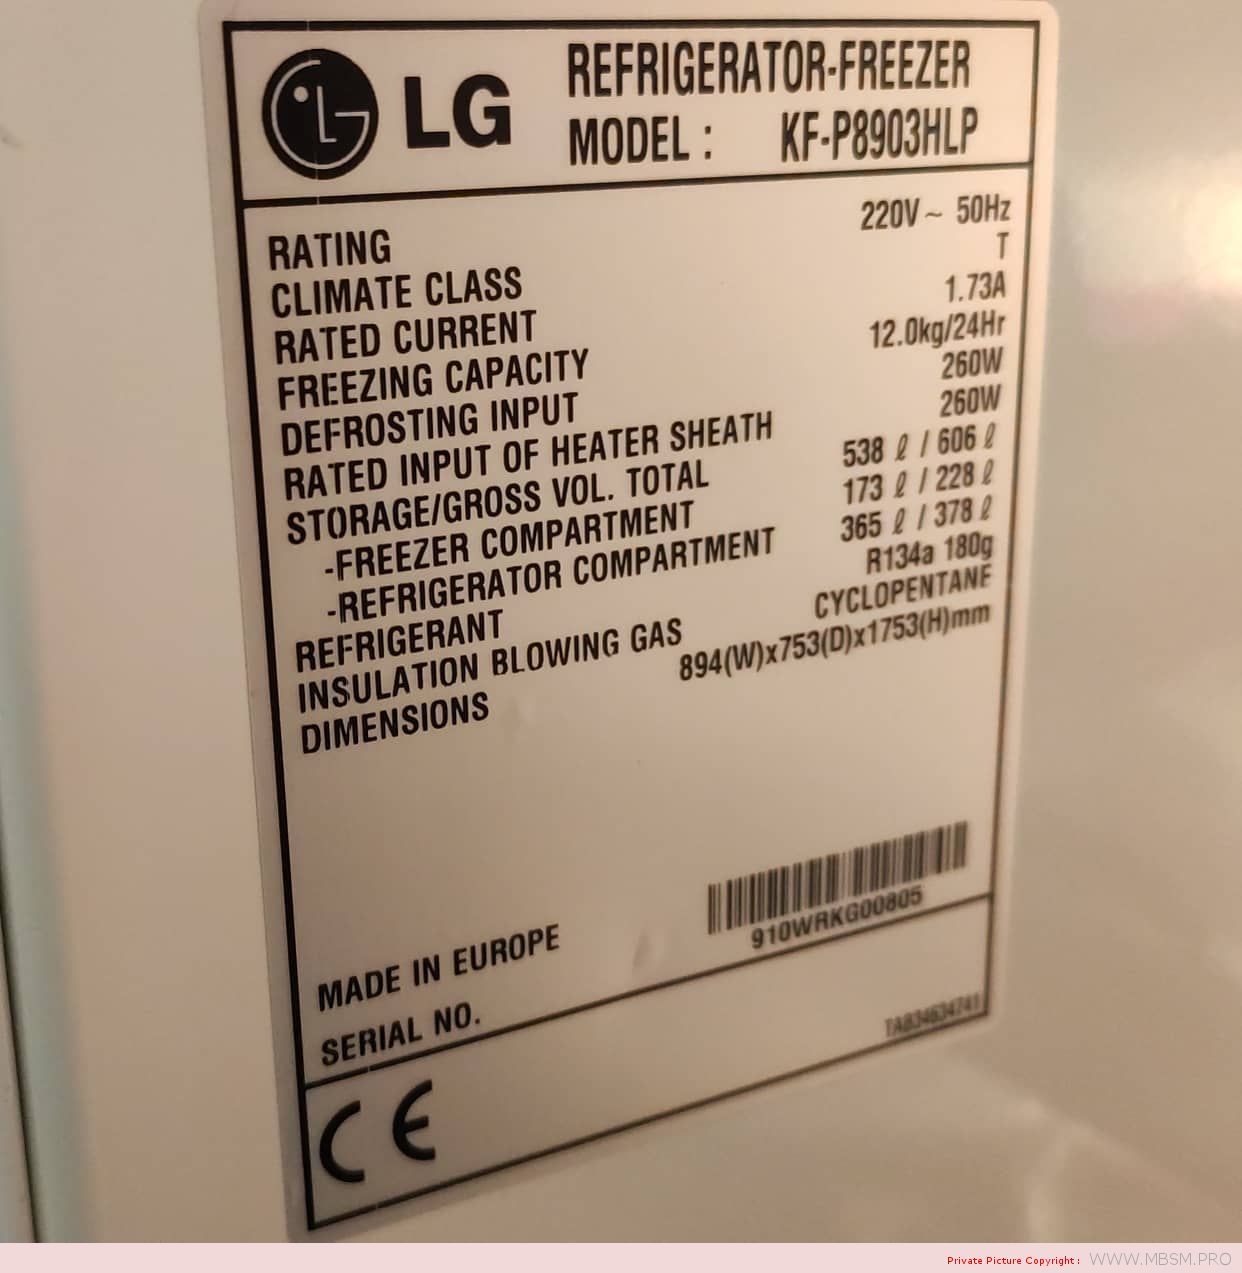 LG
REFRIGERATOR-FREEZER
MODEL : KF-P8903HLP
RATING 220V ~ 50Hz
CLIMATE CLASS T
RATED CURRENT 1.73A
FREEZING CAPACITY 12.0kg/24Hr
DEFROSTING INPUT 260W
RATED INPUT OF HEATER SHEATH 260W
STORAGE/GROSS VOL. TOTAL 538 ℓ / 606 ℓ
-FREEZER COMPARTMENT 173 ℓ / 228 ℓ
-REFRIGERATOR COMPARTMENT 365 ℓ / 378 ℓ
REFRIGERANT R134a 180g
INSULATION BLOWING GAS CYCLOPENTANE
DIMENSIONS 894(W)x753(D)x1753(H)mm
MADE IN EUROPE
910WRKG00805
SERIAL NO.
CE
Private Picture Copyright : WWW.MBSM.PRO